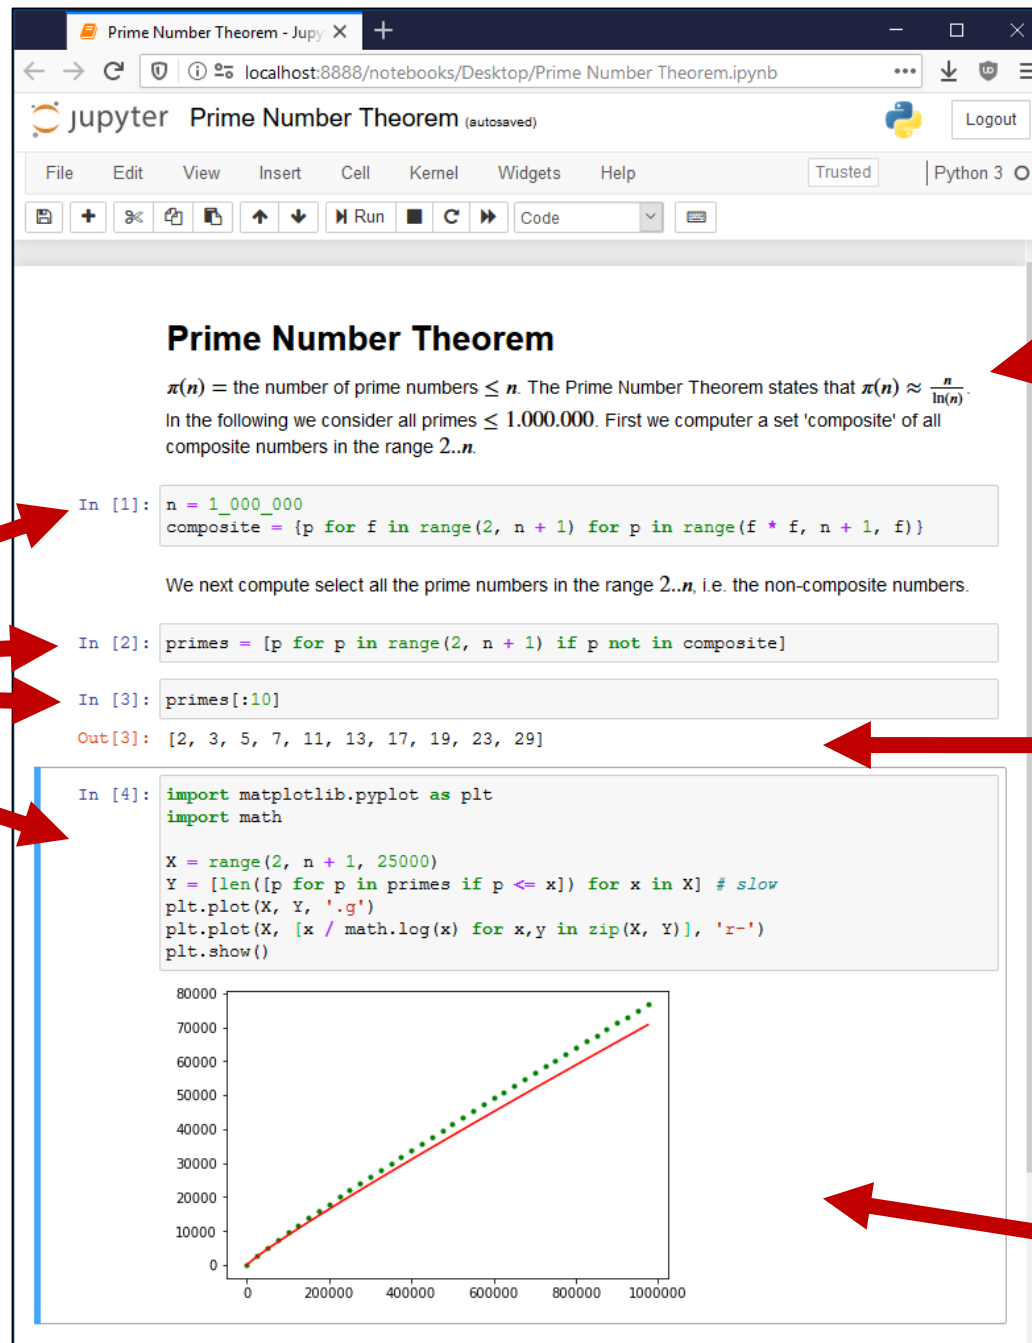 Prime Number Theorem - Jupy
localhost:8888/notebooks/Desktop/Prime Number Theorem.ipynb
jupyter Prime Number Theorem (autosaved)
Logout
File Edit View Insert Cell Kernel Widgets Help Trusted Python 3
Run Code
Prime Number Theorem
π(n) = the number of prime numbers ≤ n. The Prime Number Theorem states that π(n) ≈ n/ln(n).
In the following we consider all primes ≤ 1.000.000. First we computer a set 'composite' of all
composite numbers in the range 2..n.
In [1]: n = 1_000_000
composite = {p for f in range(2, n + 1) for p in range(f * f, n + 1, f)}
We next compute select all the prime numbers in the range 2..n, i.e. the non-composite numbers.
In [2]: primes = [p for p in range(2, n + 1) if p not in composite]
In [3]: primes[:10]
Out[3]: [2, 3, 5, 7, 11, 13, 17, 19, 23, 29]
In [4]: import matplotlib.pyplot as plt
import math
X = range(2, n + 1, 25000)
Y = [len([p for p in primes if p <= x]) for x in X] # slow
plt.plot(X, Y, '.g')
plt.plot(X, [x / math.log(x) for x,y in zip(X, Y)], 'r-')
plt.show()
80000
70000
60000
50000
40000
30000
20000
10000
0
0 200000 400000 600000 800000 1000000